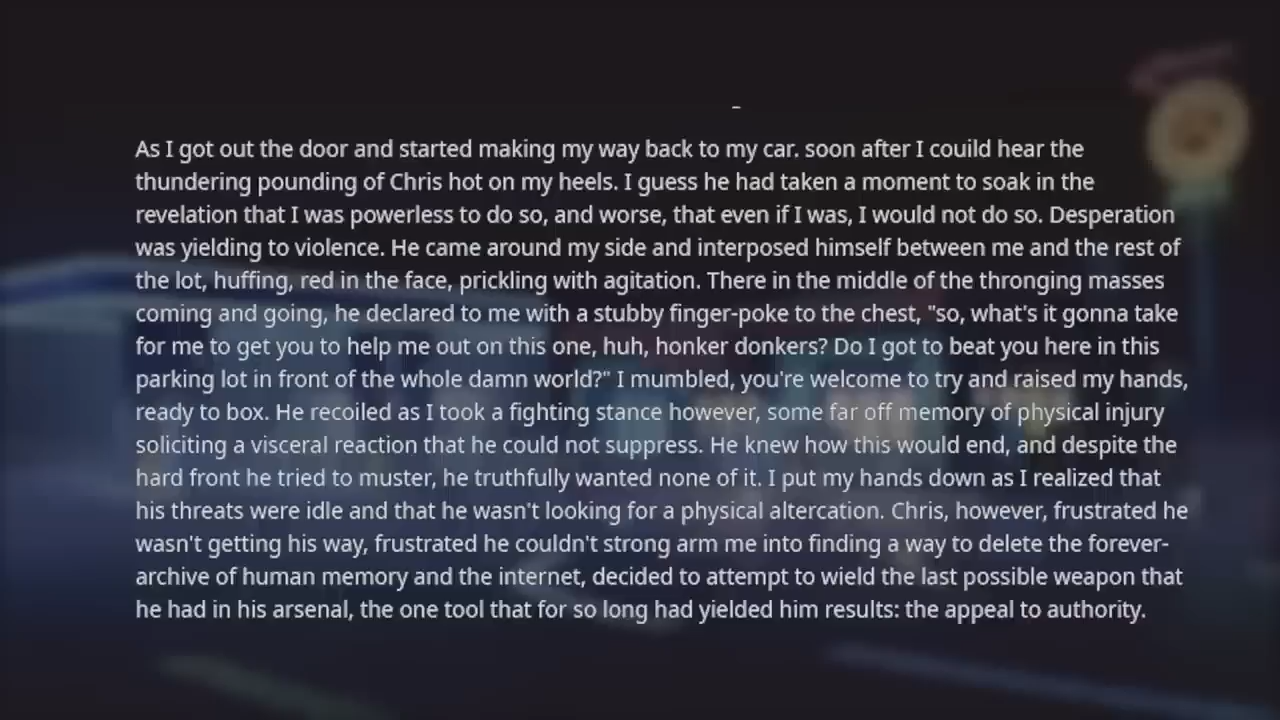 As I got out the door and started making my way back to my car. soon after I couild hear the
thundering pounding of Chris hot on my heels. I guess he had taken a moment to soak in the
revelation that I was powerless to do so, and worse, that even if I was, I would not do so. Desperation
was yielding to violence. He came around my side and interposed himself between me and the rest of
the lot, huffing, red in the face, prickling with agitation. There in the middle of the thronging masses
coming and going, he declared to me with a stubby finger-poke to the chest, "so, what's it gonna take
for me to get you to help me out on this one, huh, honker donkers? Do I got to beat you here in this
parking lot in front of the whole damn world?" I mumbled, you're welcome to try and raised my hands,
ready to box. He recoiled as I took a fighting stance however, some far off memory of physical injury
soliciting a visceral reaction that he could not suppress. He knew how this would end, and despite the
hard front he tried to muster, he truthfully wanted none of it. I put my hands down as I realized that
his threats were idle and that he wasn't looking for a physical altercation. Chris, however, frustrated he
wasn't getting his way, frustrated he couldn't strong arm me into finding a way to delete the forever-
archive of human memory and the internet, decided to attempt to wield the last possible weapon that
he had in his arsenal, the one tool that for so long had yielded him results: the appeal to authority.